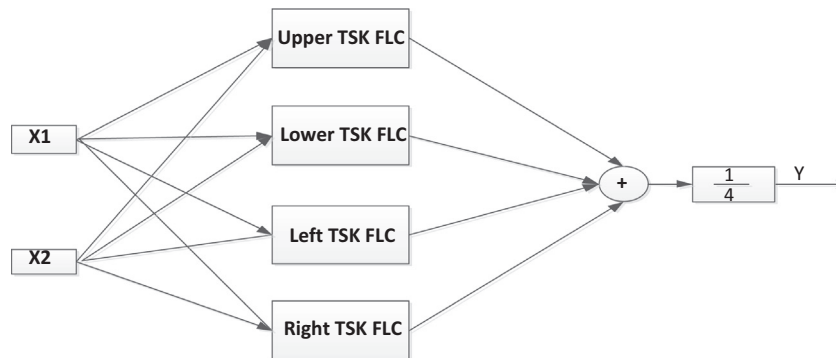 Upper TSK FLC
X1
Lower TSK FLC
+
1
4
Y
Left TSK FLC
X2
Right TSK FLC